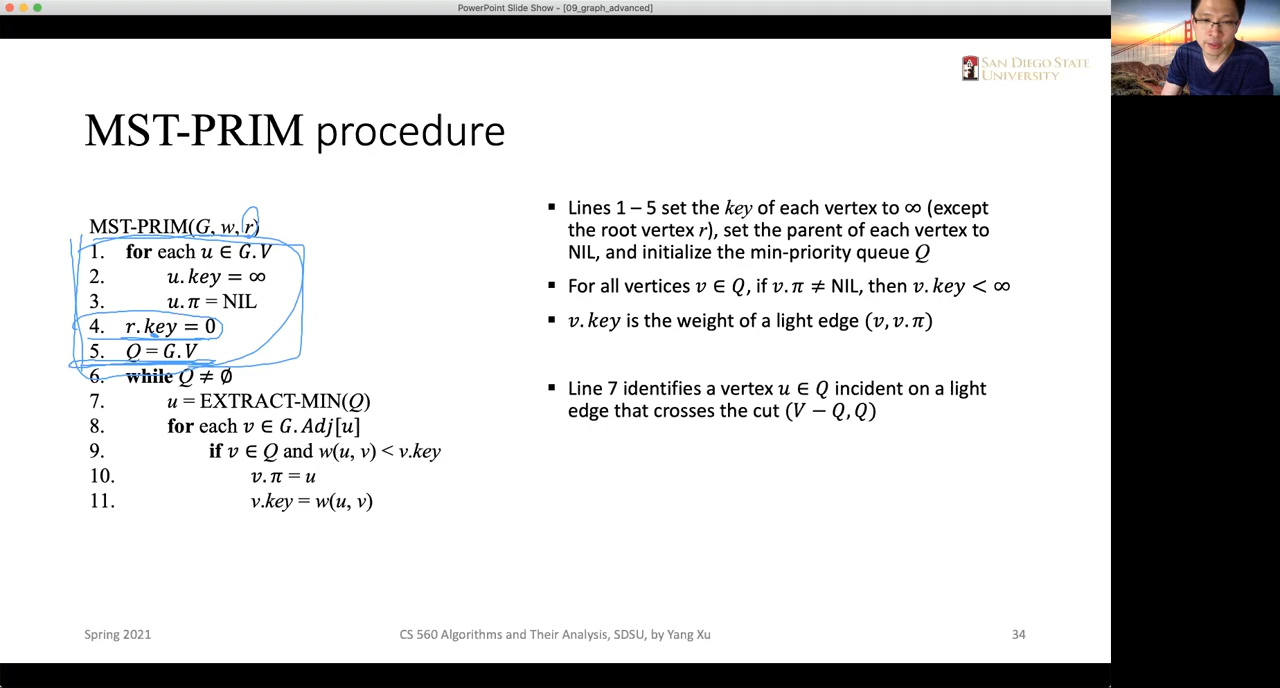 PowerPoint Slide Show - [09_graph_advanced]
SAN DIEGO STATE
UNIVERSITY
MST-PRIM procedure
MST-PRIM(G, w, r)
1. for each u ∈ G.V
2. u.key = ∞
3. u.π = NIL
4. r.key = 0
5. Q = G.V
6. while Q ≠ ∅
7. u = EXTRACT-MIN(Q)
8. for each v ∈ G.Adj[u]
9. if v ∈ Q and w(u, v) < v.key
10. v.π = u
11. v.key = w(u, v)
▪ Lines 1 – 5 set the key of each vertex to ∞ (except
the root vertex r), set the parent of each vertex to
NIL, and initialize the min-priority queue Q
▪ For all vertices v ∈ Q, if v.π ≠ NIL, then v.key < ∞
▪ v.key is the weight of a light edge (v, v.π)
▪ Line 7 identifies a vertex u ∈ Q incident on a light
edge that crosses the cut (V − Q, Q)
Spring 2021
CS 560 Algorithms and Their Analysis, SDSU, by Yang Xu
34